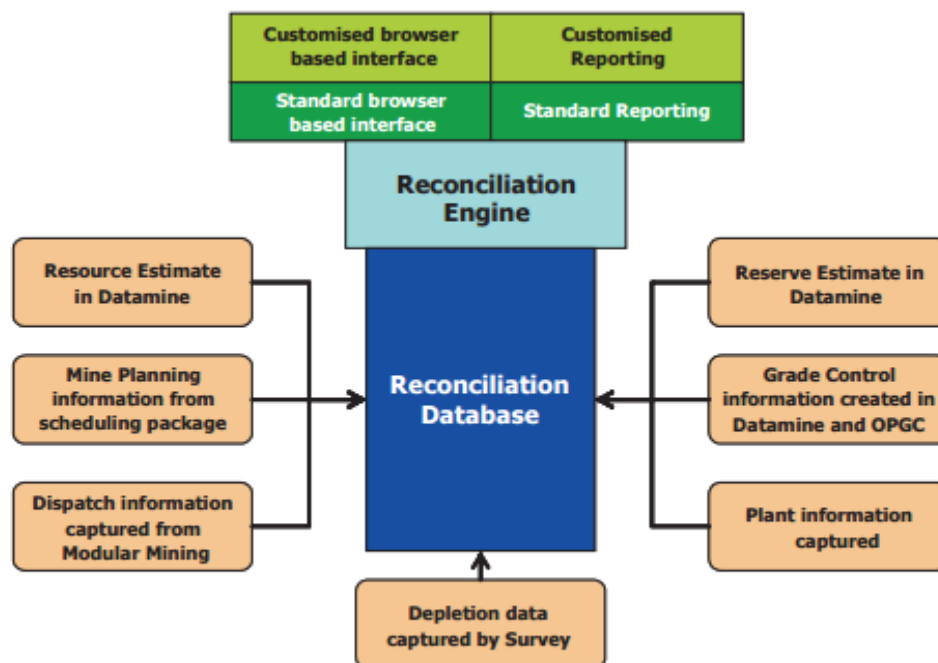 Customised browser
based interface
Customised
Reporting
Standard browser
based interface
Standard Reporting
Reconciliation
Engine
Resource Estimate
in Datamine
Reserve Estimate in
Datamine
Mine Planning
information from
scheduling package
Reconciliation
Database
Grade Control
information created in
Datamine and OPGC
Dispatch information
captured from
Modular Mining
Plant information
captured
Depletion data
captured by Survey